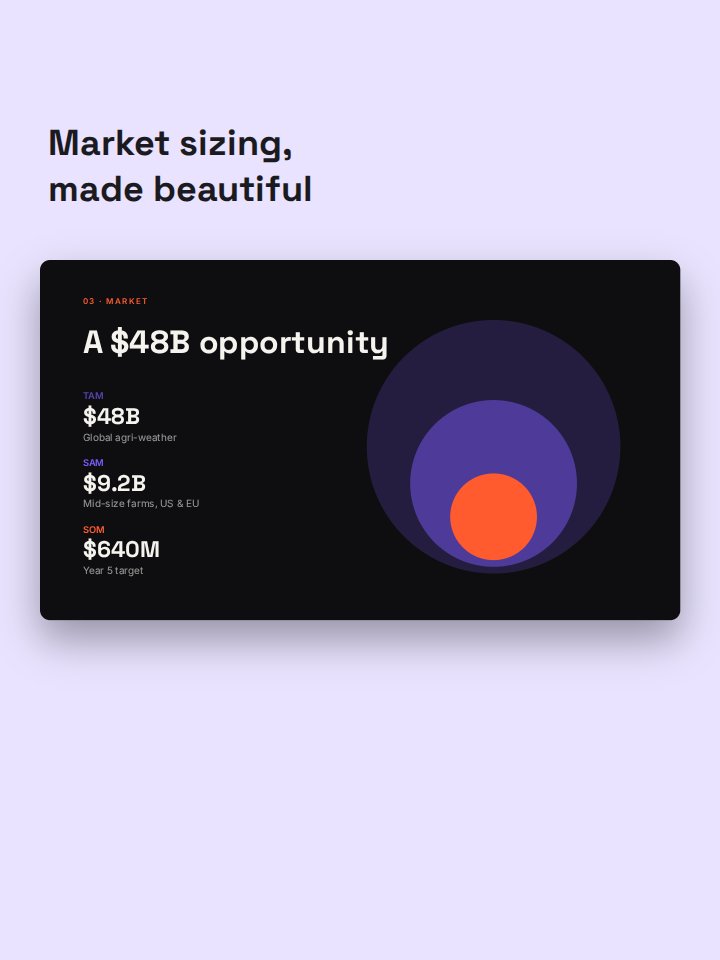 Market sizing,
made beautiful
03 · MARKET
A $48B opportunity
TAM
$48B
Global agri-weather
SAM
$9.2B
Mid-size farms, US & EU
SOM
$640M
Year 5 target